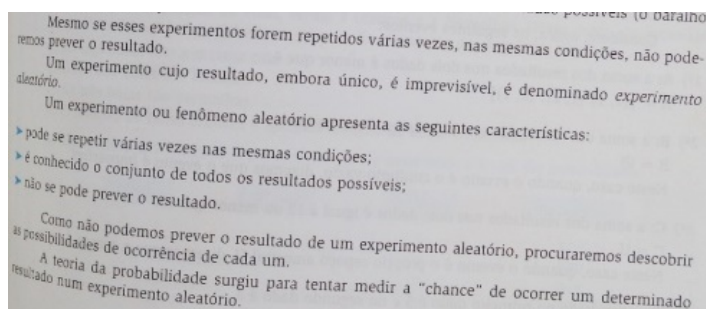 possíveis (o baralho
Mesmo se esses experimentos forem repetidos várias vezes, nas mesmas condições, não pode-
remos prever o resultado.
Um experimento cujo resultado, embora único, é imprevisível, é denominado experimento
aleatório.
Um experimento ou fenômeno aleatório apresenta as seguintes características:
➤ pode se repetir várias vezes nas mesmas condições;
➤ é conhecido o conjunto de todos os resultados possíveis;
➤ não se pode prever o resultado.
Como não podemos prever o resultado de um experimento aleatório, procuraremos descobrir
as possibilidades de ocorrência de cada um.
A teoria da probabilidade surgiu para tentar medir a "chance" de ocorrer um determinado
resultado num experimento aleatório.